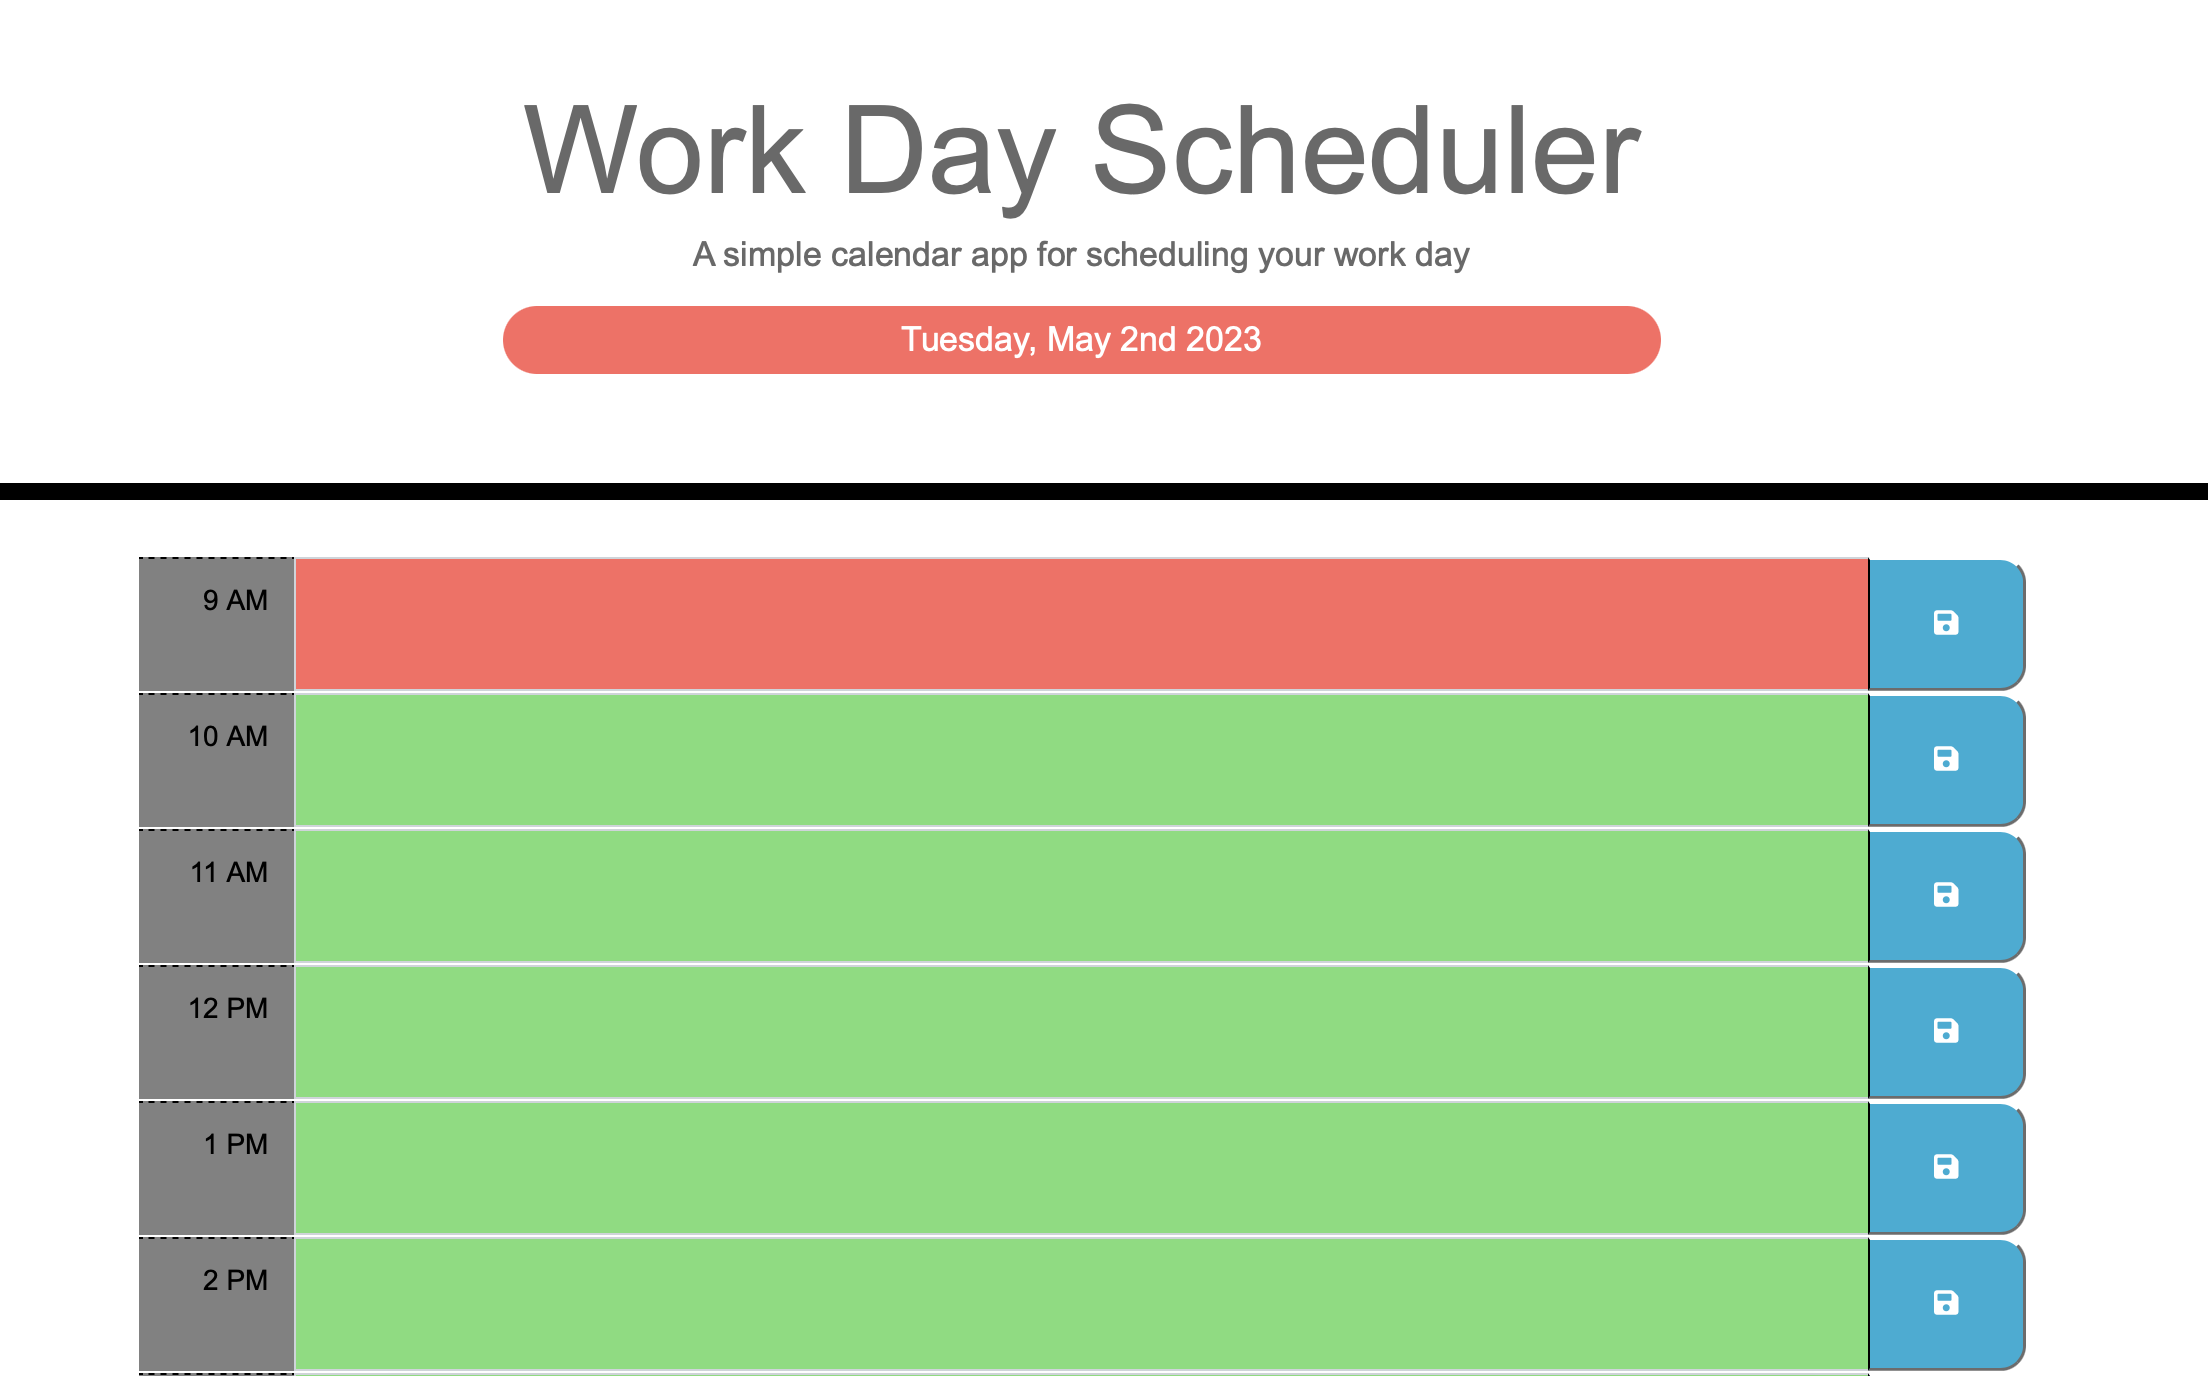 Work Day Scheduler
A simple calendar app for scheduling your work day
Tuesday, May 2nd 2023
9 AM
10 AM
11 AM
12 PM
1 PM
2 PM